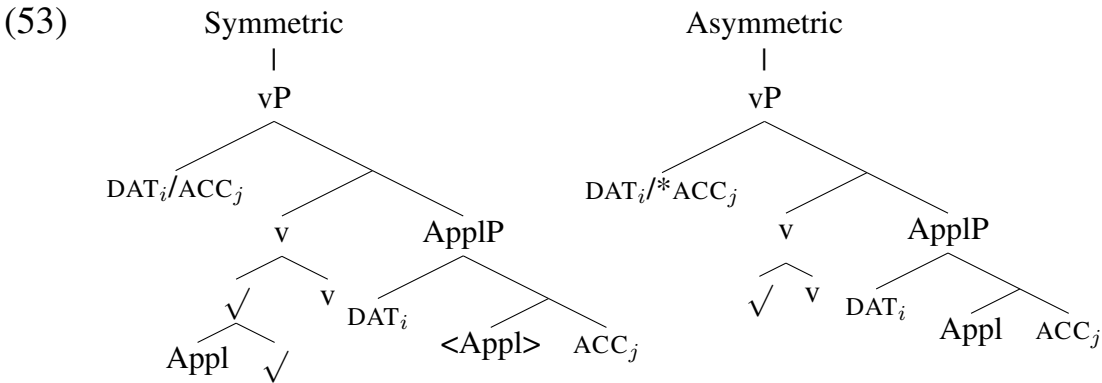 (53) Symmetric Asymmetric
vP vP
DATᵢ/ACCⱼ DATᵢ/*ACCⱼ
v ApplP v ApplP
√ v DATᵢ <Appl> ACCⱼ √ v DATᵢ Appl ACCⱼ
Appl √